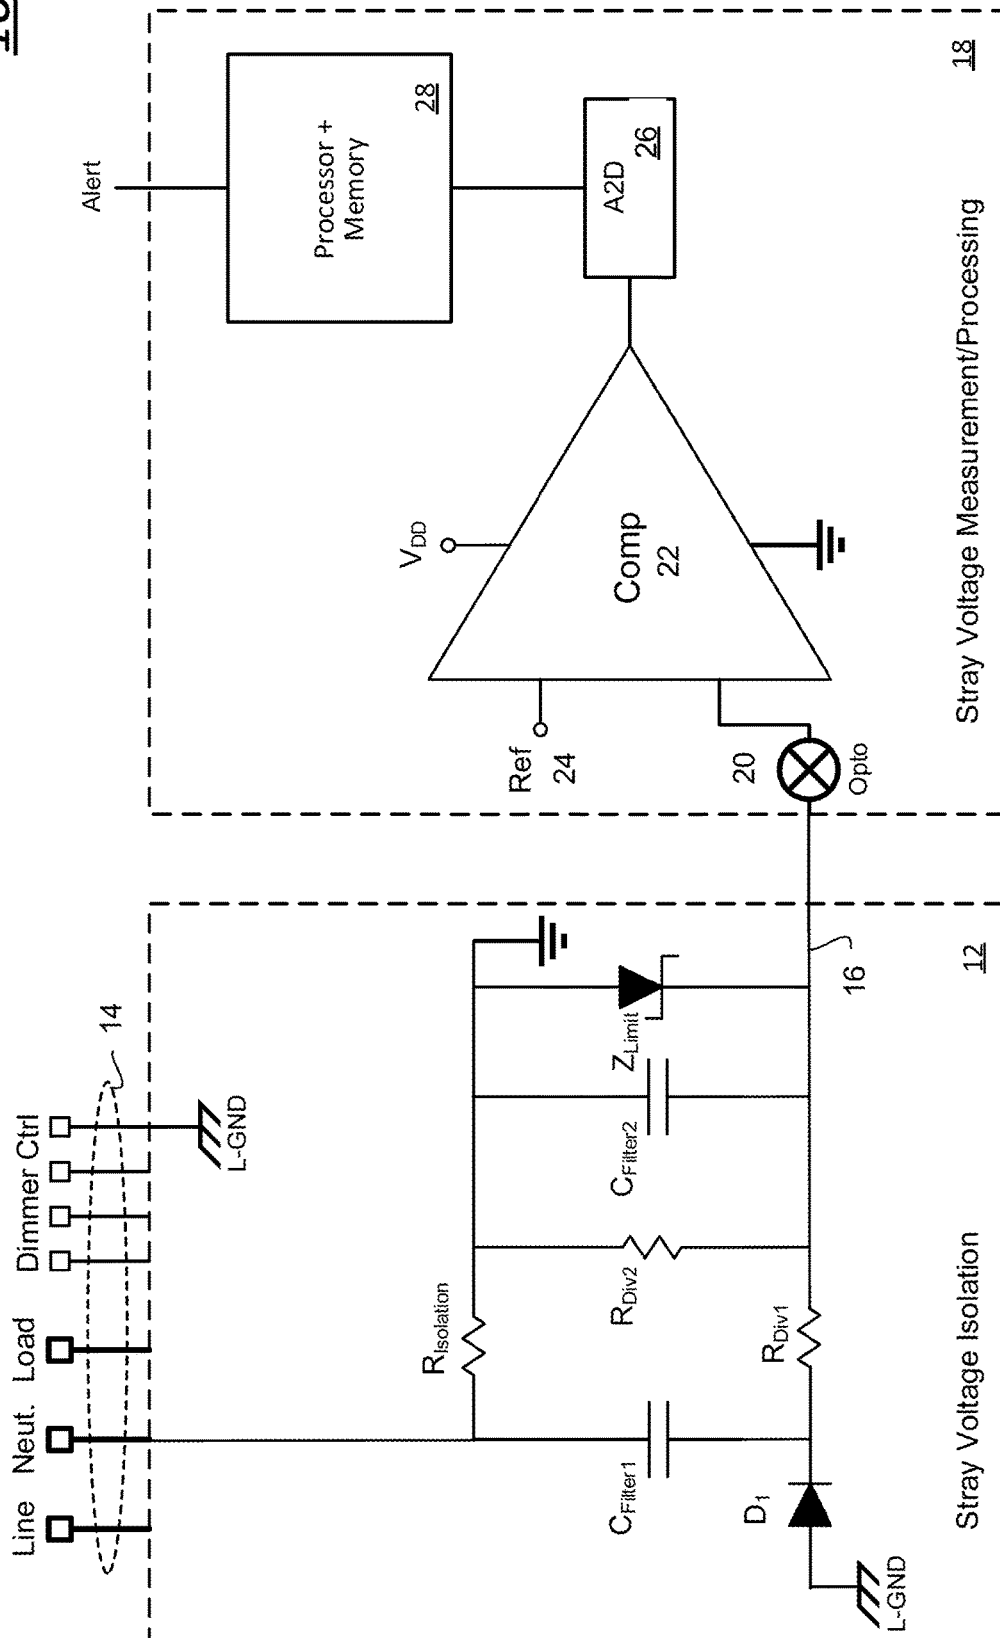 Line
Neut.
Load
Dimmer Ctrl
14
L-GND
R_Isolation
C_Filter1
R_Div2
C_Filter2
Z_Limit
D_1
R_Div1
L-GND
16
Stray Voltage Isolation
12
Alert
Processor +
Memory
28
A2D
26
V_DD
Comp
22
Ref
24
20
Opto
Stray Voltage Measurement/Processing
18